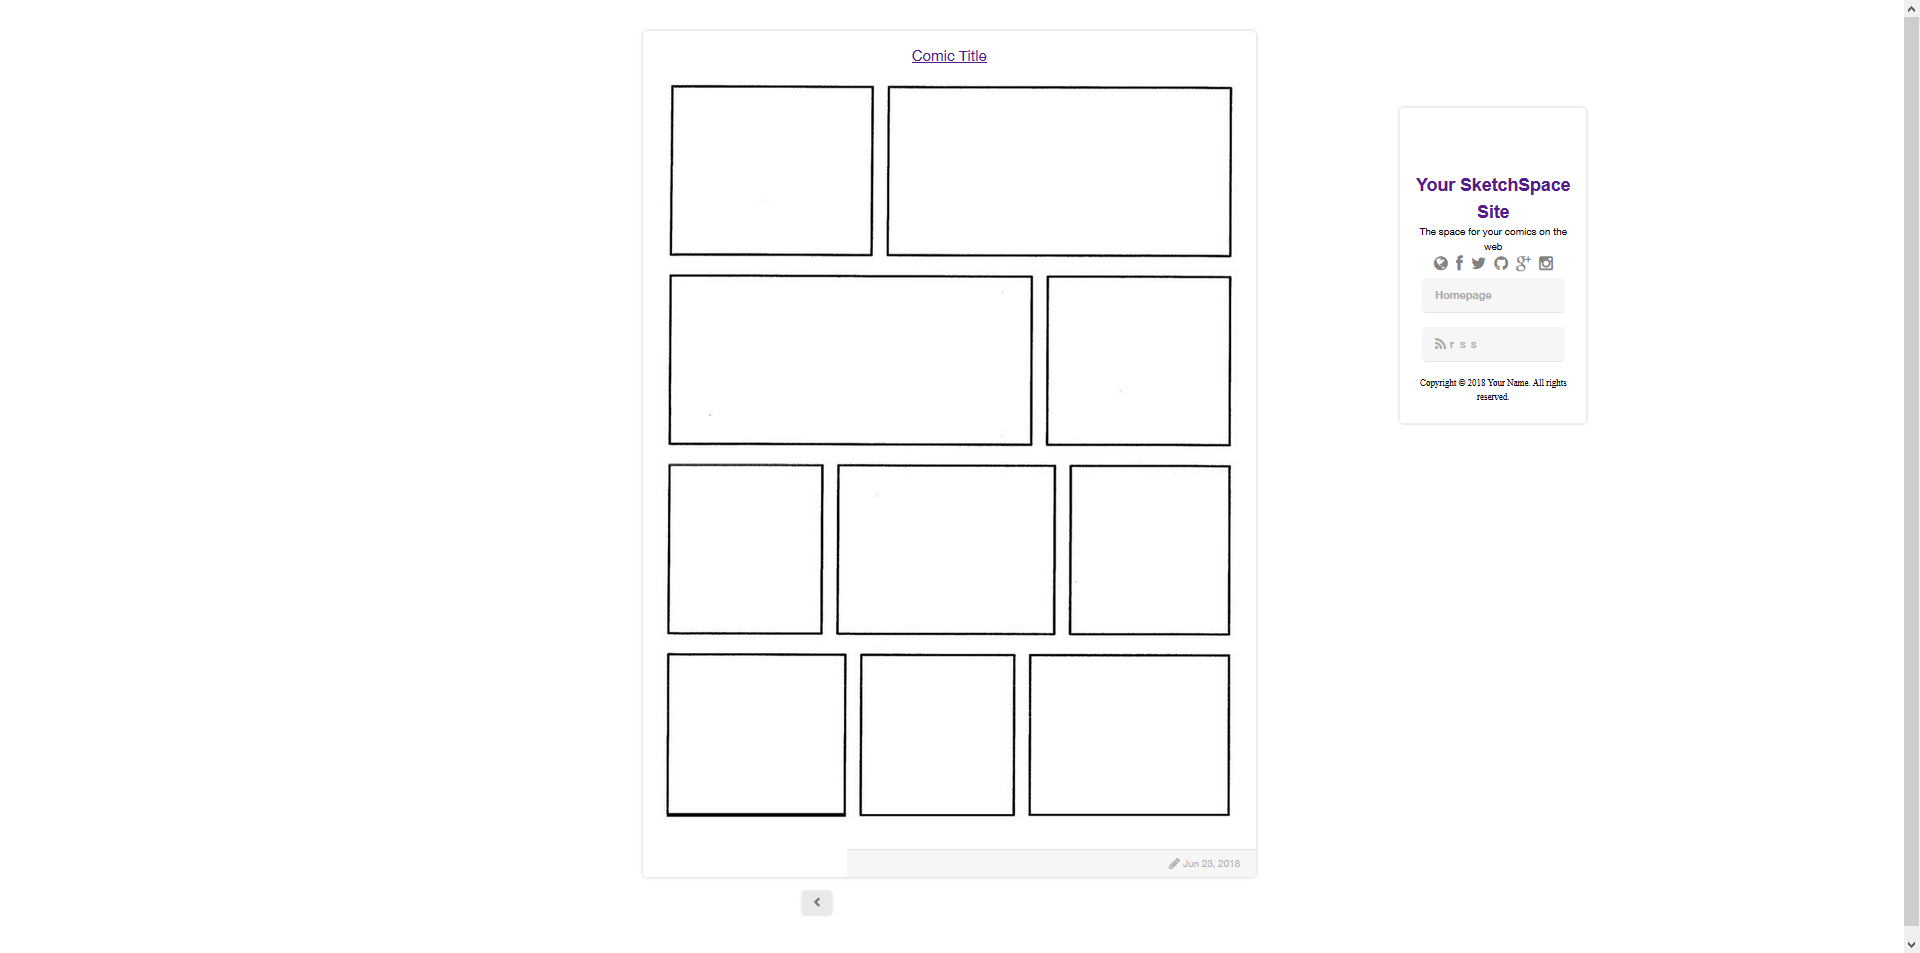 Comic Title
Your SketchSpace
Site
The space for your comics on the
web
Homepage
r s s
Copyright © 2018 Your Name. All rights
reserved.
Jun 23, 2018